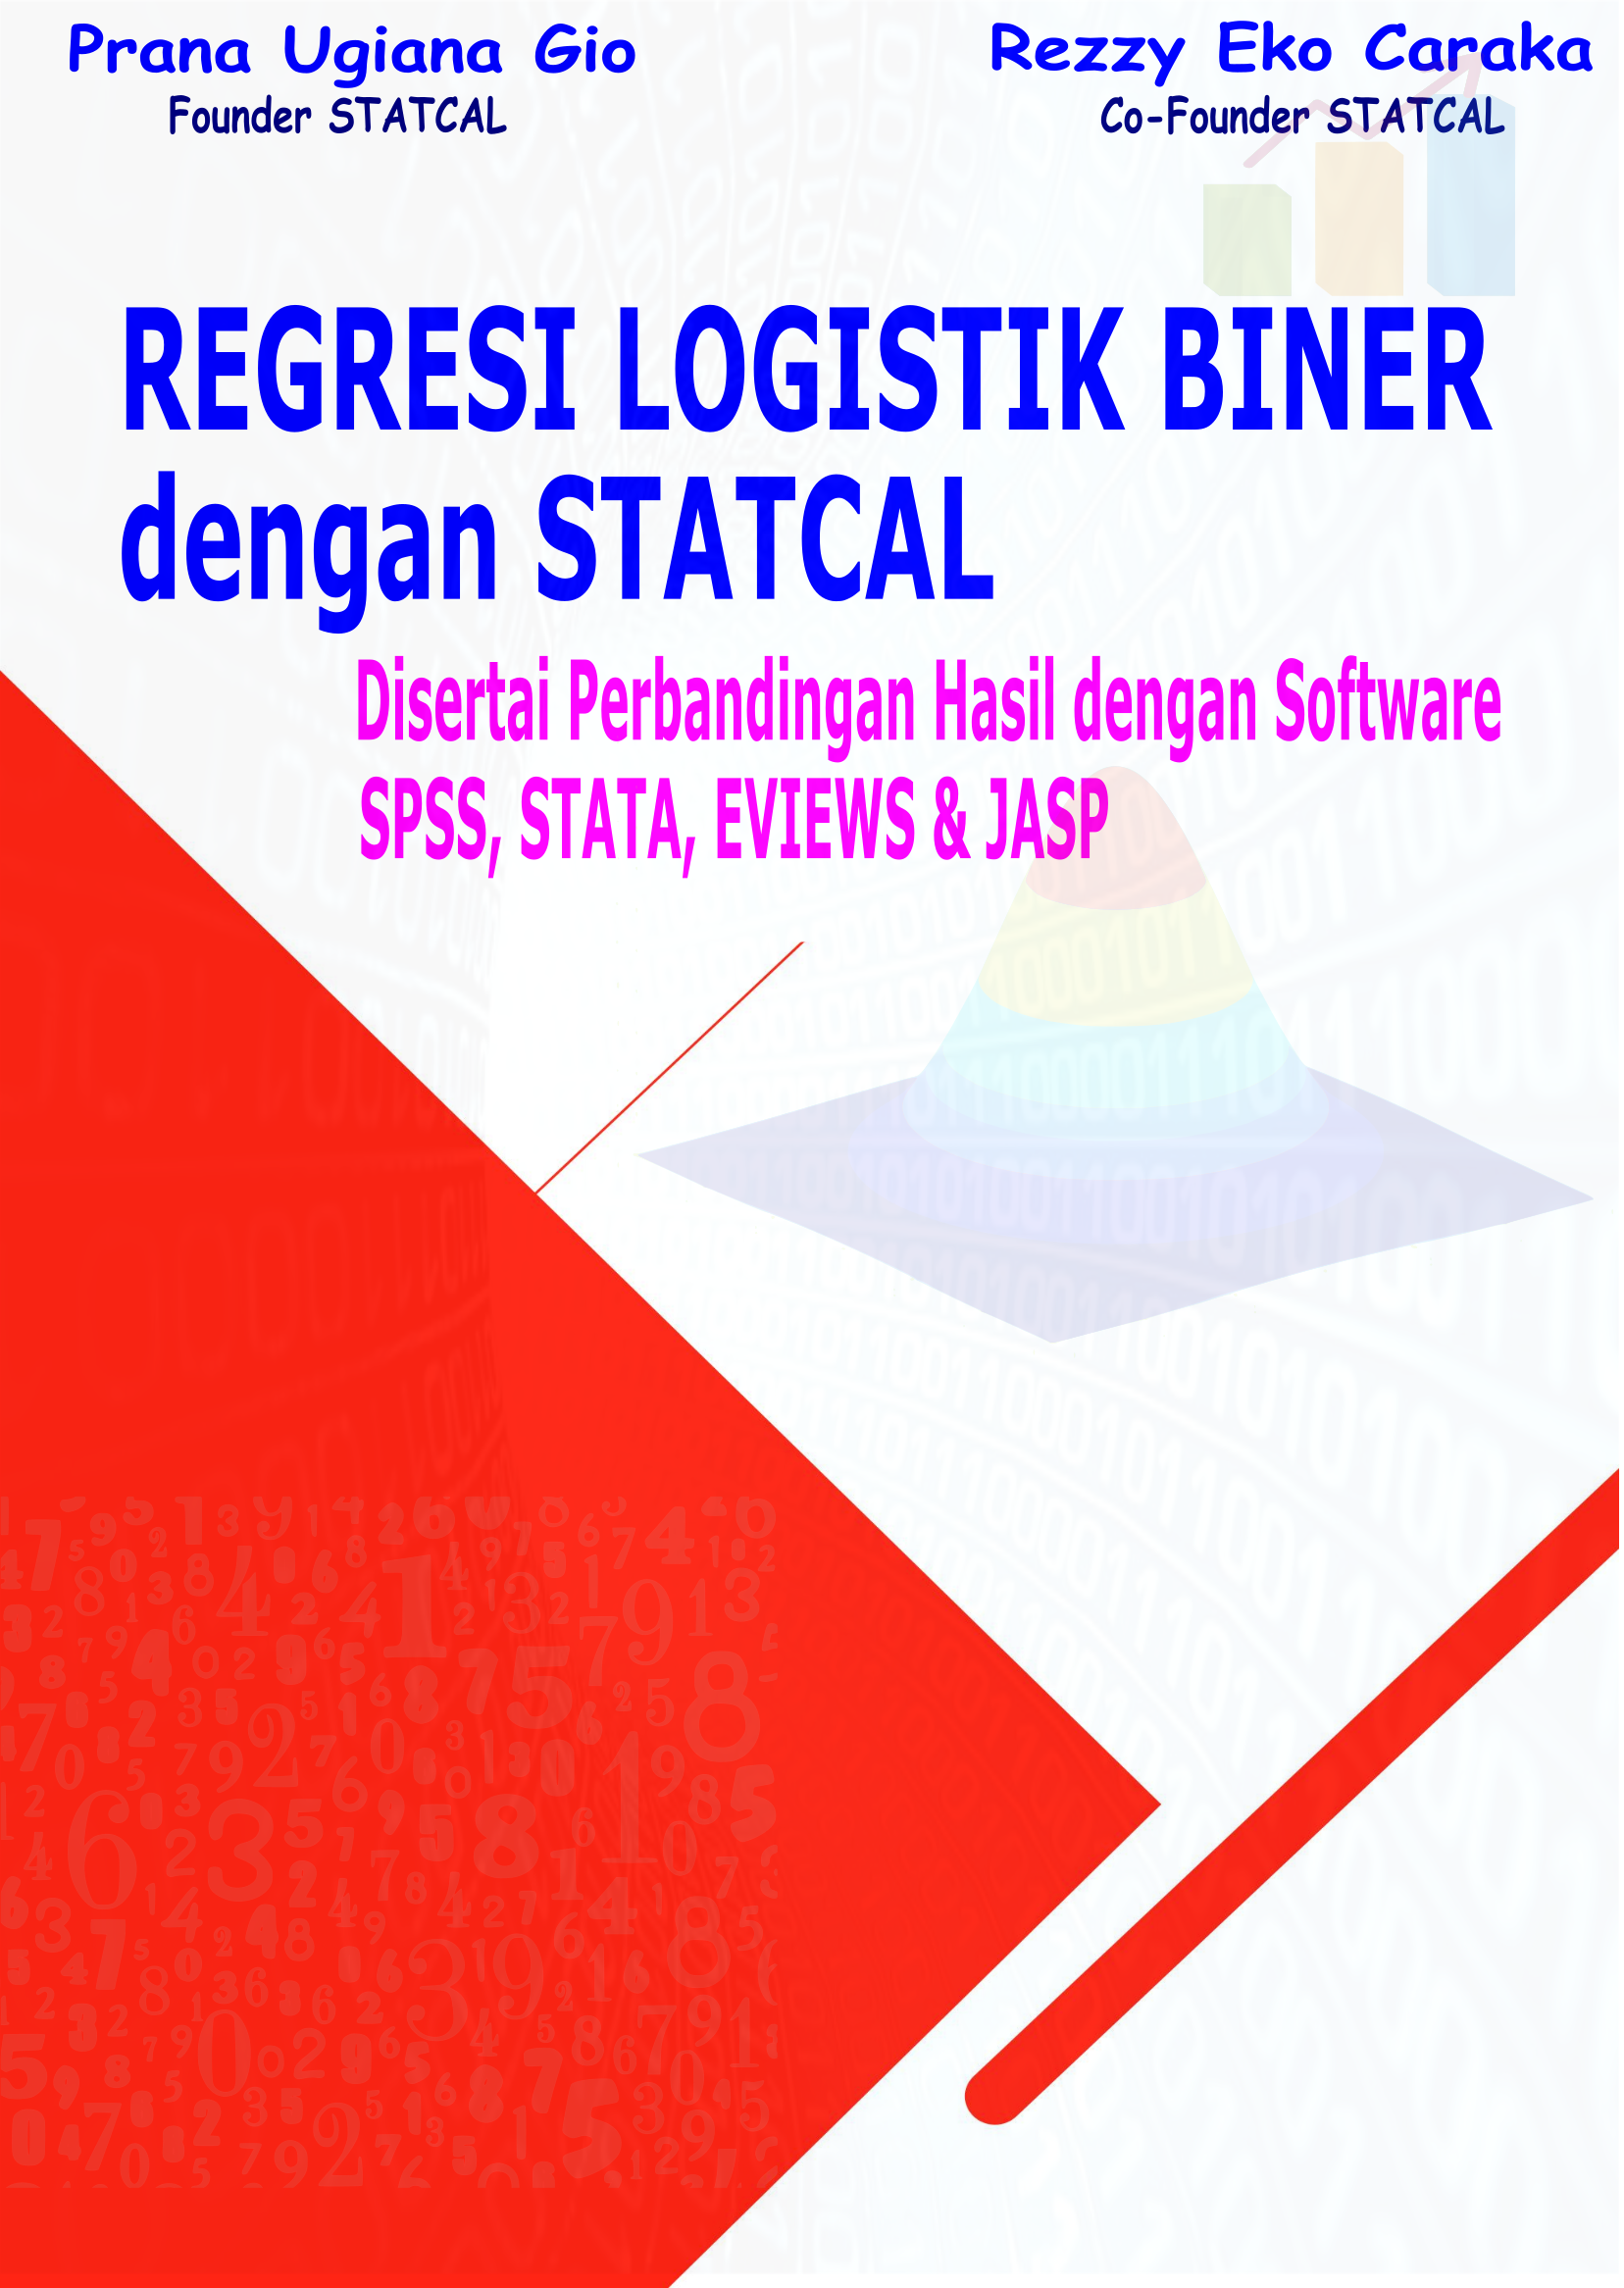 Prana Ugiana Gio
Founder STATCAL
Rezzy Eko Caraka
Co-Founder STATCAL
REGRESI LOGISTIK BINER
dengan STATCAL
Disertai Perbandingan Hasil dengan Software
SPSS, STATA, EVIEWS & JASP